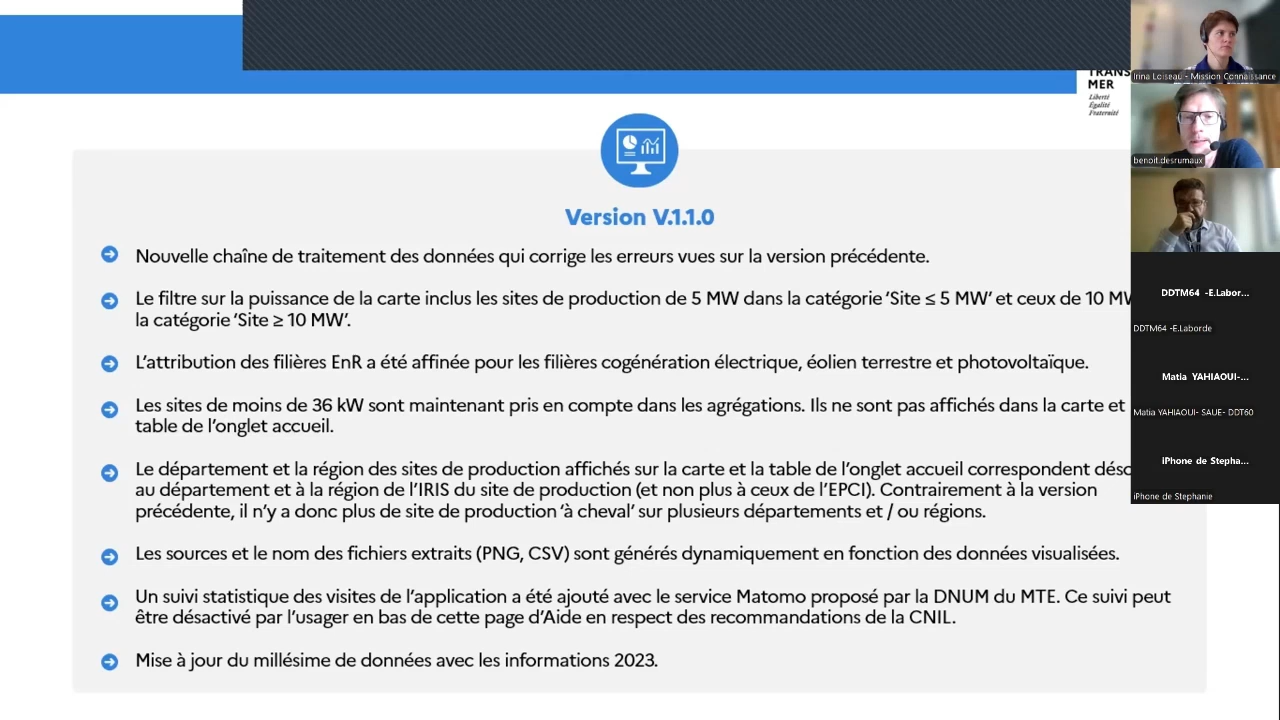 TRANS
MER
Liberté
Égalité
Fraternité
Version V.1.1.0
Nouvelle chaîne de traitement des données qui corrige les erreurs vues sur la version précédente.
Le filtre sur la puissance de la carte inclus les sites de production de 5 MW dans la catégorie 'Site ≤ 5 MW' et ceux de 10 MW
la catégorie 'Site ≥ 10 MW'.
L'attribution des filières EnR a été affinée pour les filières cogénération électrique, éolien terrestre et photovoltaïque.
Les sites de moins de 36 kW sont maintenant pris en compte dans les agrégations. Ils ne sont pas affichés dans la carte et
table de l'onglet accueil.
Le département et la région des sites de production affichés sur la carte et la table de l'onglet accueil correspondent déso
au département et à la région de l'IRIS du site de production (et non plus à ceux de l'EPCI). Contrairement à la version
précédente, il n'y a donc plus de site de production 'à cheval' sur plusieurs départements et / ou régions.
Les sources et le nom des fichiers extraits (PNG, CSV) sont générés dynamiquement en fonction des données visualisées.
Un suivi statistique des visites de l'application a été ajouté avec le service Matomo proposé par la DNUM du MTE. Ce suivi peut
être désactivé par l'usager en bas de cette page d'Aide en respect des recommandations de la CNIL.
Mise à jour du millésime de données avec les informations 2023.
Irina Loiseau - Mission Connaissance
benoit.desrumaux
DDTM64 -E.Labor...
DDTM64 -E.Laborde
Matia YAHIAOUI-...
Matia YAHIAOUI- SAUE- DDT60
iPhone de Stepha...
iPhone de Stephanie